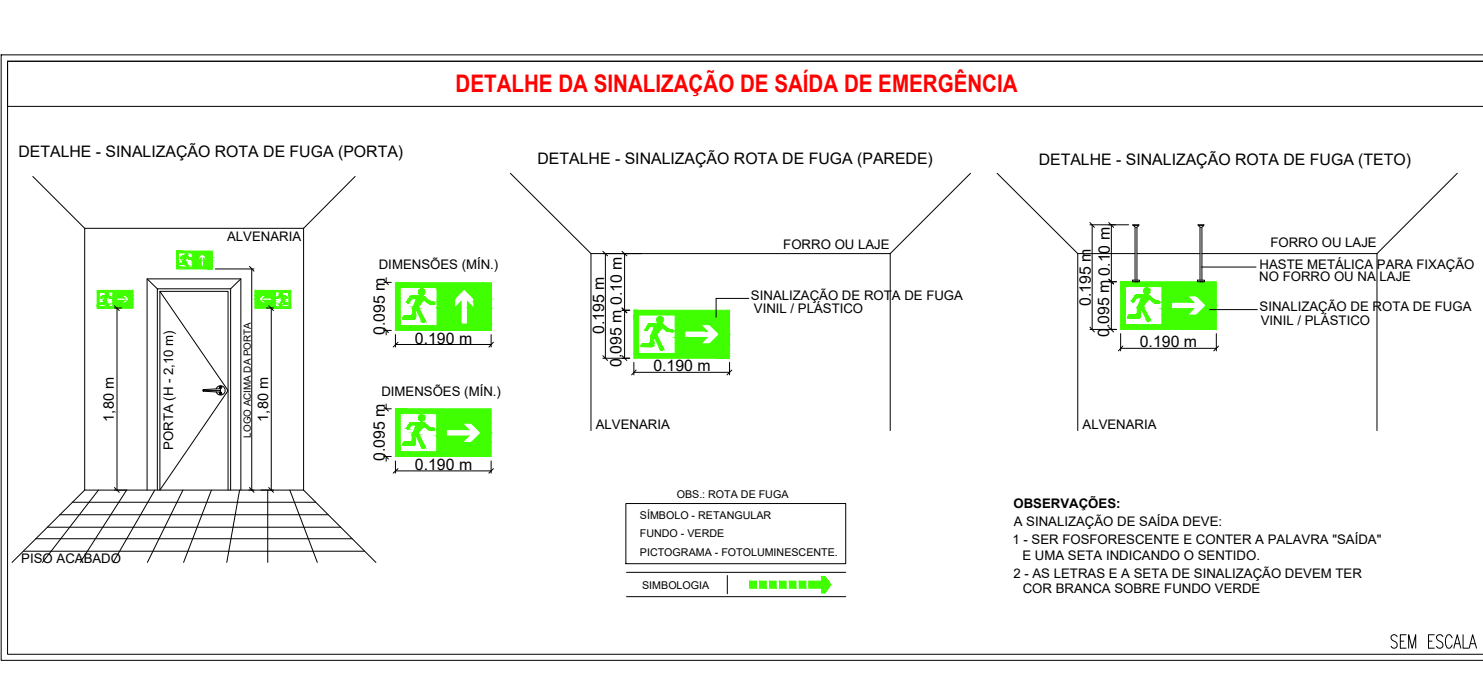 DETALHE DA SINALIZAÇÃO DE SAÍDA DE EMERGÊNCIA
DETALHE - SINALIZAÇÃO ROTA DE FUGA (PORTA)
ALVENARIA
1,80 m
PORTA (H - 2,10 m)
LOGO ACIMA DA PORTA
1,80 m
PISO ACABADO
DIMENSÕES (MÍN.)
0.095 m
0.190 m
DIMENSÕES (MÍN.)
0.095 m
0.190 m
DETALHE - SINALIZAÇÃO ROTA DE FUGA (PAREDE)
FORRO OU LAJE
0.195 m
0.10 m
0.095 m
0.190 m
SINALIZAÇÃO DE ROTA DE FUGA
VINIL / PLÁSTICO
ALVENARIA
DETALHE - SINALIZAÇÃO ROTA DE FUGA (TETO)
FORRO OU LAJE
HASTE METÁLICA PARA FIXAÇÃO
NO FORRO OU NA LAJE
0.195 m
0.10 m
0.095 m
0.190 m
SINALIZAÇÃO DE ROTA DE FUGA
VINIL / PLÁSTICO
ALVENARIA
OBS.: ROTA DE FUGA
SÍMBOLO - RETANGULAR
FUNDO - VERDE
PICTOGRAMA - FOTOLUMINESCENTE.
SIMBOLOGIA
OBSERVAÇÕES:
A SINALIZAÇÃO DE SAÍDA DEVE:
1 - SER FOSFORESCENTE E CONTER A PALAVRA "SAÍDA"
E UMA SETA INDICANDO O SENTIDO.
2 - AS LETRAS E A SETA DE SINALIZAÇÃO DEVEM TER
COR BRANCA SOBRE FUNDO VERDE
SEM ESCALA